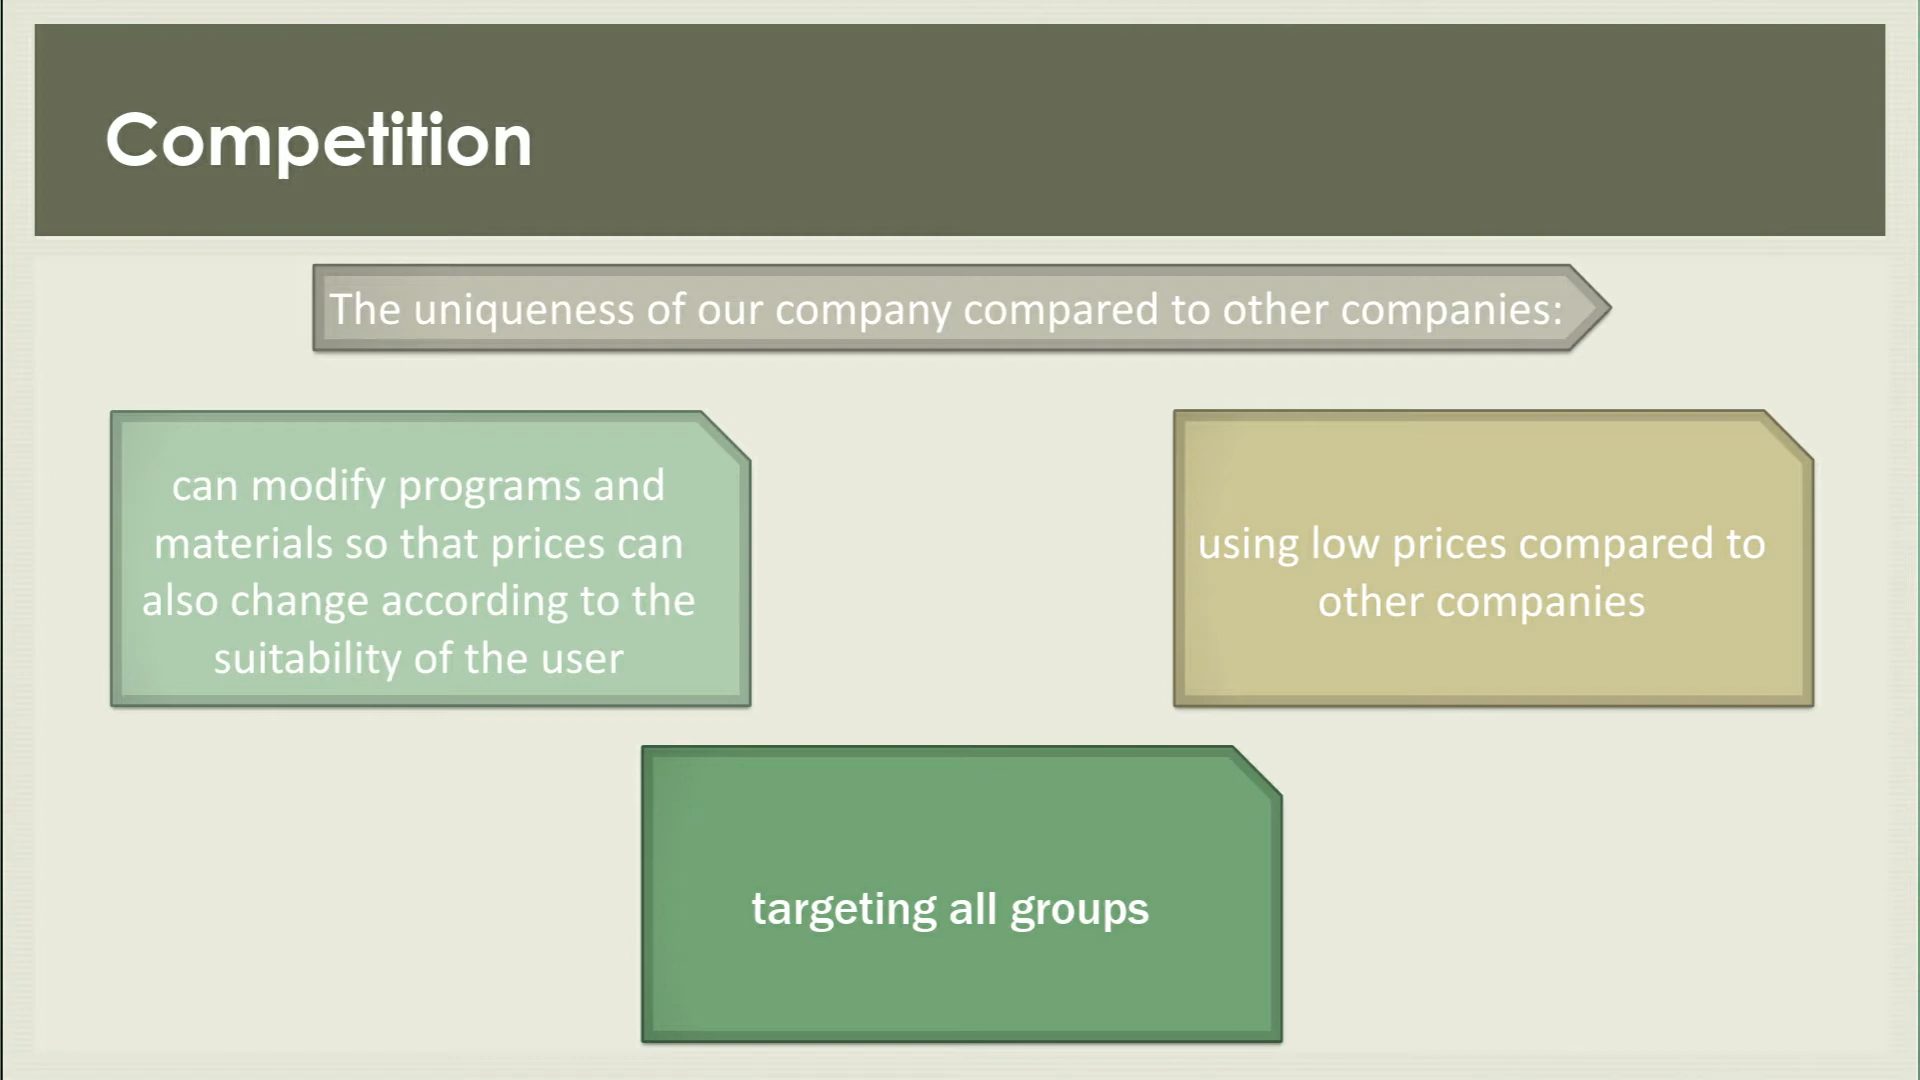 Competition
The uniqueness of our company compared to other companies:
can modify programs and
materials so that prices can
also change according to the
suitability of the user
using low prices compared to
other companies
targeting all groups